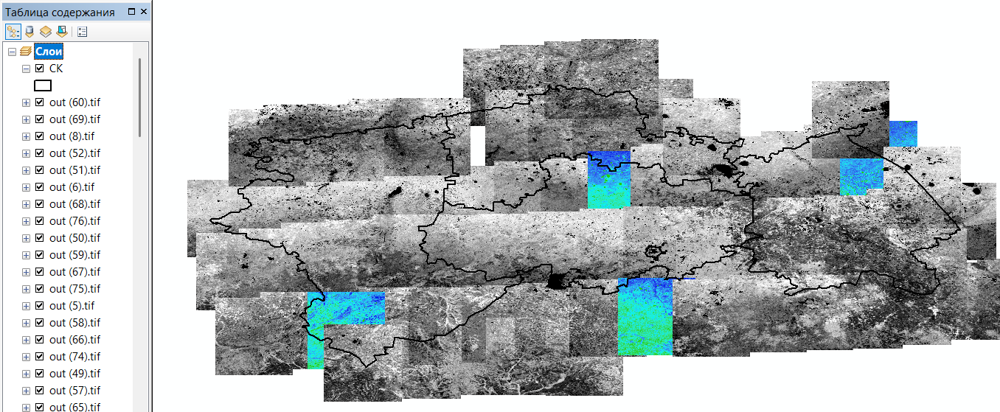 Таблица содержания
Слои
СК
out (60).tif
out (69).tif
out (8).tif
out (52).tif
out (51).tif
out (6).tif
out (68).tif
out (76).tif
out (50).tif
out (59).tif
out (67).tif
out (75).tif
out (5).tif
out (58).tif
out (66).tif
out (74).tif
out (49).tif
out (57).tif
out (65).tif